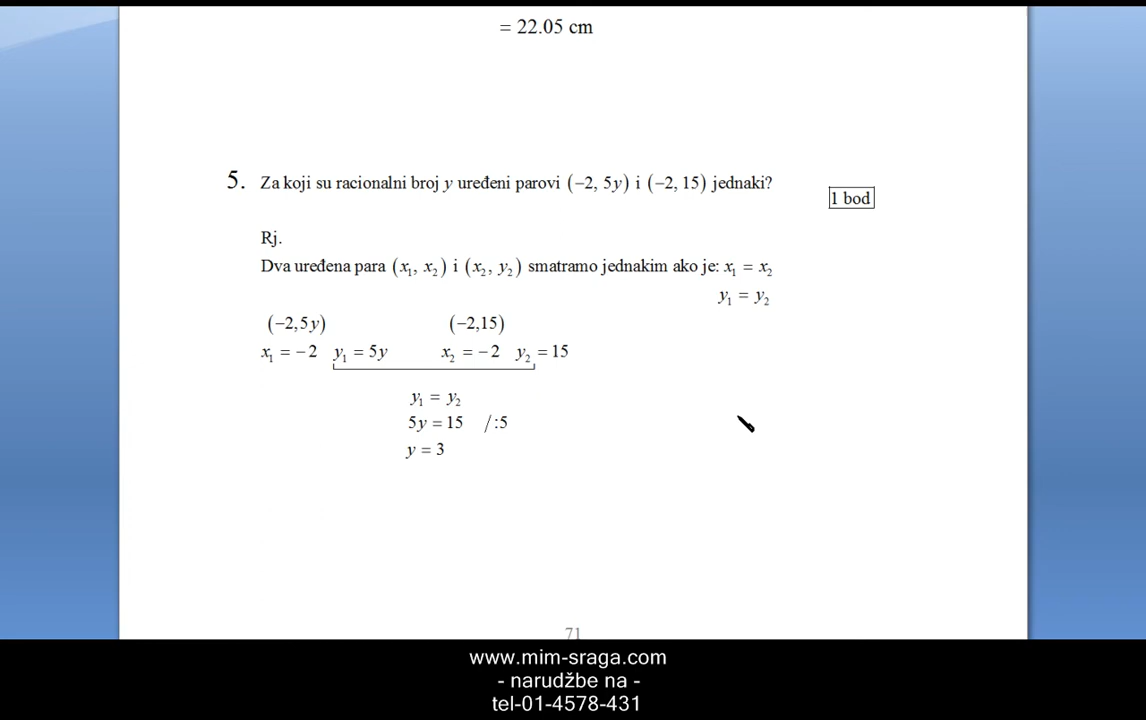 = 22.05 cm
5. Za koji su racionalni broj y uređeni parovi (−2, 5y) i (−2, 15) jednaki?
1 bod
Rj.
Dva uređena para (x₁, x₂) i (x₂, y₂) smatramo jednakim ako je: x₁ = x₂
y₁ = y₂
(−2,5y) (−2,15)
x₁ = −2 y₁ = 5y x₂ = −2 y₂ = 15
y₁ = y₂
5y = 15 /:5
y = 3
71
www.mim-sraga.com
- narudžbe na -
tel-01-4578-431